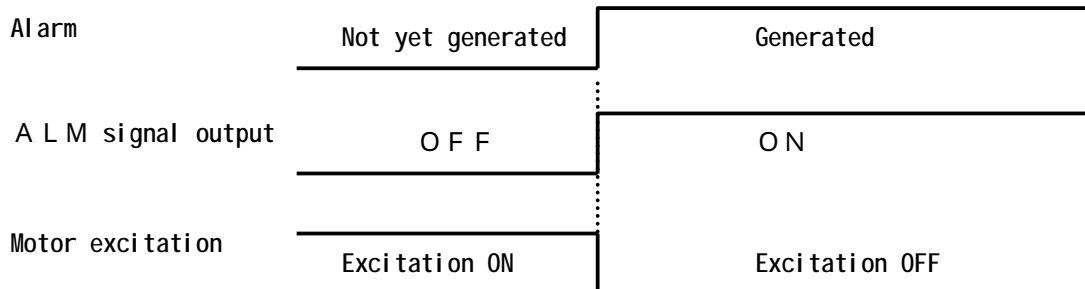 Alarm
Not yet generated Generated
ALM signal output OFF ON
Motor excitation
Excitation ON Excitation OFF